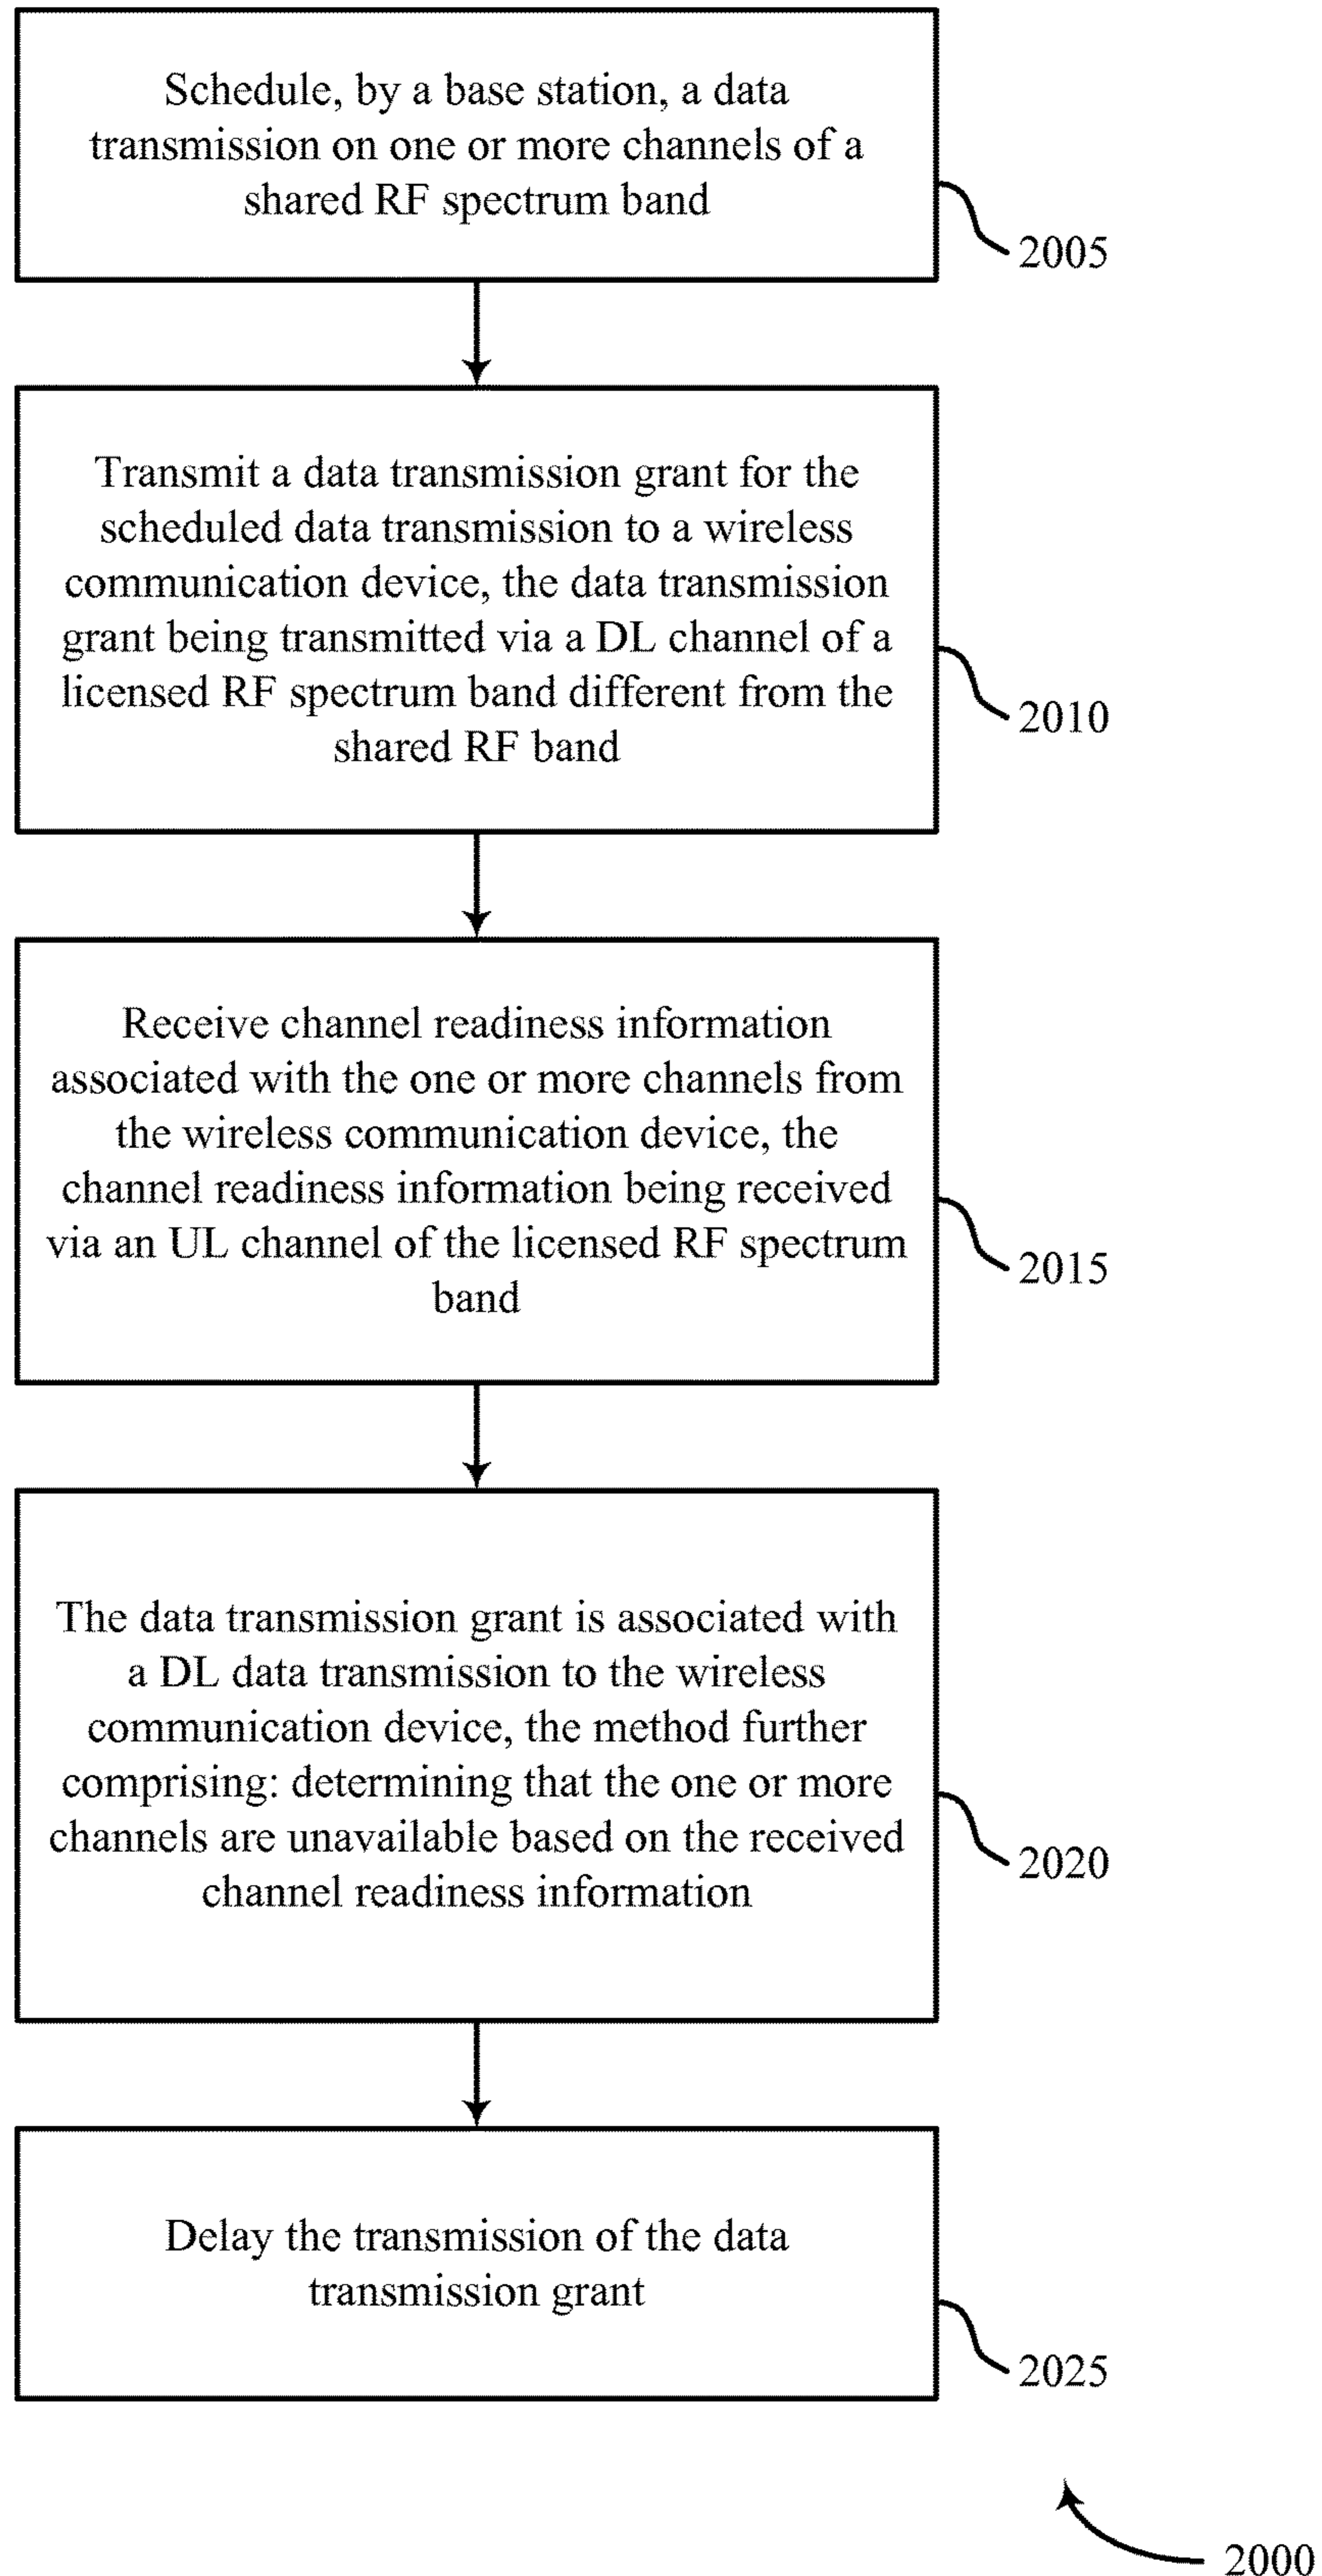 Schedule, by a base station, a data
transmission on one or more channels of a
shared RF spectrum band
2005
Transmit a data transmission grant for the
scheduled data transmission to a wireless
communication device, the data transmission
grant being transmitted via a DL channel of a
licensed RF spectrum band different from the
shared RF band
2010
Receive channel readiness information
associated with the one or more channels from
the wireless communication device, the
channel readiness information being received
via an UL channel of the licensed RF spectrum
band
2015
The data transmission grant is associated with
a DL data transmission to the wireless
communication device, the method further
comprising: determining that the one or more
channels are unavailable based on the received
channel readiness information
2020
Delay the transmission of the data
transmission grant
2025
2000